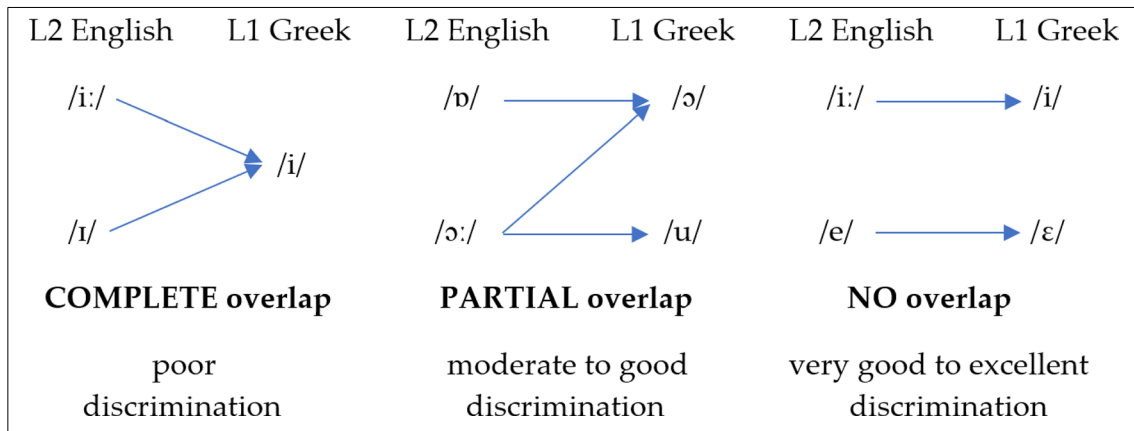 L2 English L1 Greek L2 English L1 Greek L2 English L1 Greek
/iː/ /ɒ/ /ɔ/ /iː/ /i/
/i/
/ɪ/ /ɔː/ /u/ /e/ /ɛ/
COMPLETE overlap PARTIAL overlap NO overlap
poor moderate to good very good to excellent
discrimination discrimination discrimination